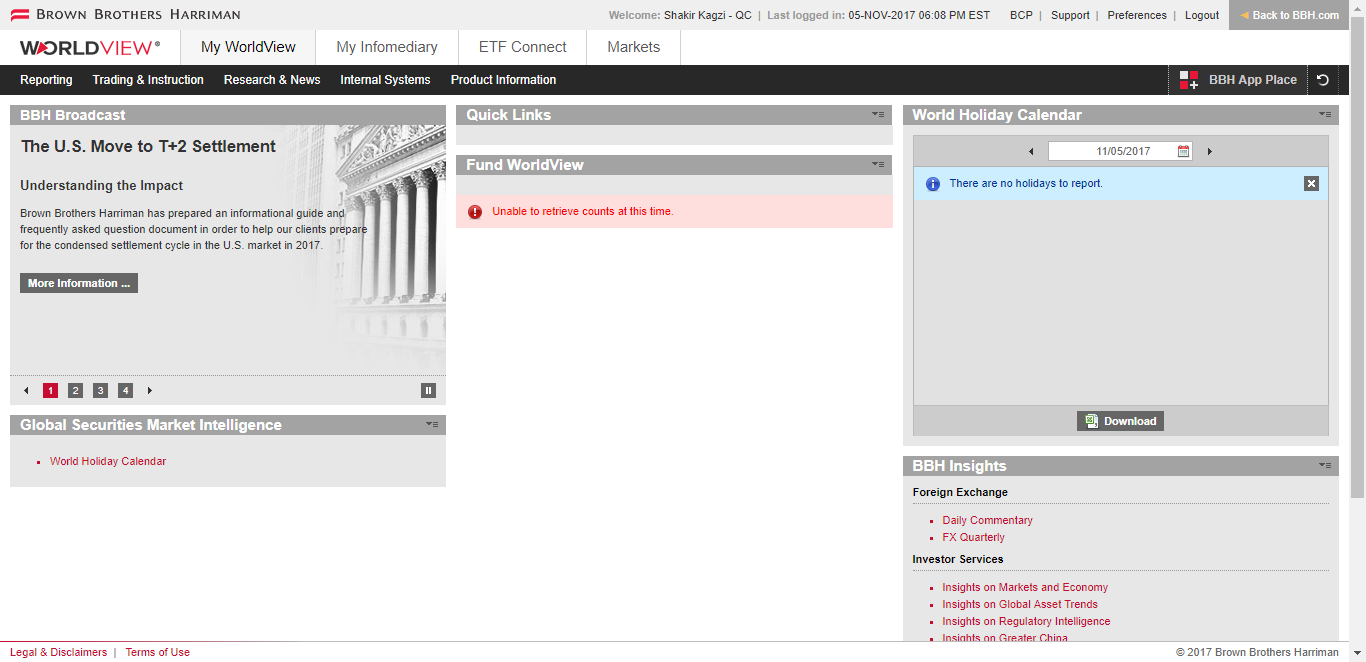 BROWN BROTHERS HARRIMAN
Welcome: Shakir Kagzi - QC | Last logged in: 05-NOV-2017 06:08 PM EST BCP | Support | Preferences | Logout
Back to BBH.com
WORLDVIEW®
My WorldView
My Infomediary
ETF Connect
Markets
Reporting
Trading & Instruction
Research & News
Internal Systems
Product Information
BBH App Place
BBH Broadcast
The U.S. Move to T+2 Settlement
Understanding the Impact
Brown Brothers Harriman has prepared an informational guide and
frequently asked question document in order to help our clients prepare
for the condensed settlement cycle in the U.S. market in 2017.
More Information ...
1 2 3 4
Global Securities Market Intelligence
World Holiday Calendar
Quick Links
Fund WorldView
Unable to retrieve counts at this time.
World Holiday Calendar
11/05/2017
There are no holidays to report.
Download
BBH Insights
Foreign Exchange
Daily Commentary
FX Quarterly
Investor Services
Insights on Markets and Economy
Insights on Global Asset Trends
Insights on Regulatory Intelligence
Insights on Greater China
Legal & Disclaimers | Terms of Use
© 2017 Brown Brothers Harriman